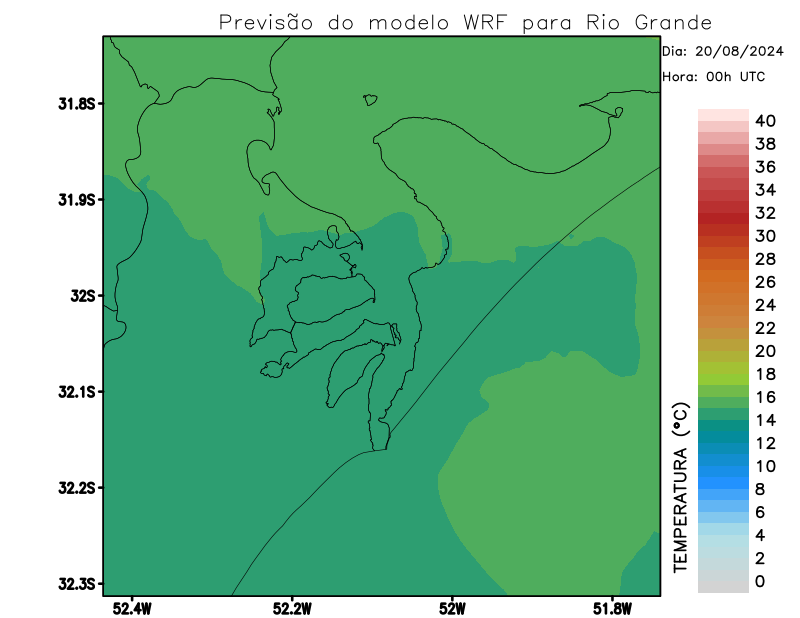 Previsão do modelo WRF para Rio Grande
Dia: 20/08/2024
Hora: 00h UTC
31.8S
31.9S
32S
32.1S
32.2S
32.3S
52.4W
52.2W
52W
51.8W
TEMPERATURA (°C)
40
38
36
34
32
30
28
26
24
22
20
18
16
14
12
10
8
6
4
2
0